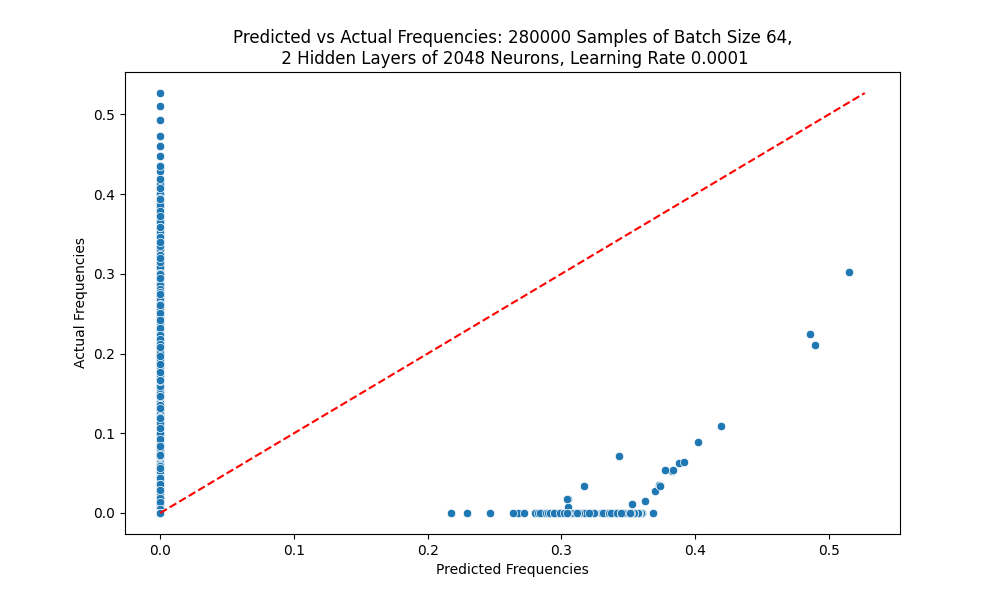 Predicted vs Actual Frequencies: 280000 Samples of Batch Size 64,
2 Hidden Layers of 2048 Neurons, Learning Rate 0.0001
0.5
0.4
0.3
0.2
0.1
0.0
Actual Frequencies
0.0 0.1 0.2 0.3 0.4 0.5
Predicted Frequencies